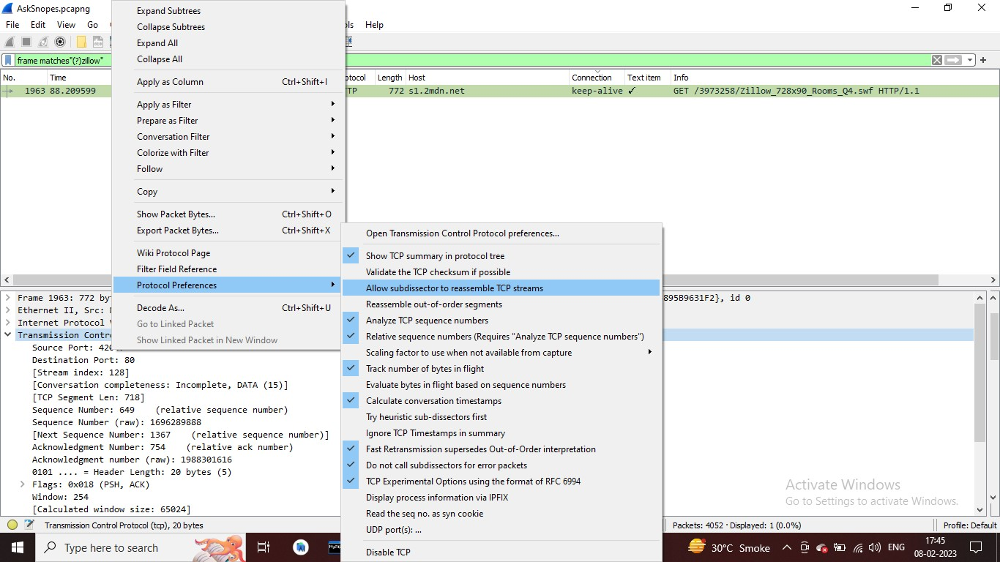 AskSnopes.pcapng
File Edit View Go Help
frame matches"(?)zillow"
No. Time Length Host Connection Text item Info
1963 88.209599 772 s1.2mdn.net keep-alive ✓ GET /3973258/Zillow_728x90_Rooms_Q4.swf HTTP/1.1
Expand Subtrees
Collapse Subtrees
Expand All
Collapse All
Apply as Column Ctrl+Shift+I
Apply as Filter
Prepare as Filter
Conversation Filter
Colorize with Filter
Follow
Copy
Show Packet Bytes... Ctrl+Shift+O
Export Packet Bytes... Ctrl+Shift+X
Wiki Protocol Page
Filter Field Reference
Protocol Preferences
Decode As... Ctrl+Shift+U
Go to Linked Packet
Show Linked Packet in New Window
Open Transmission Control Protocol preferences...
Show TCP summary in protocol tree
Validate the TCP checksum if possible
Allow subdissector to reassemble TCP streams
Reassemble out-of-order segments
Analyze TCP sequence numbers
Relative sequence numbers (Requires "Analyze TCP sequence numbers")
Scaling factor to use when not available from capture
Track number of bytes in flight
Evaluate bytes in flight based on sequence numbers
Calculate conversation timestamps
Try heuristic sub-dissectors first
Ignore TCP Timestamps in summary
Fast Retransmission supersedes Out-of-Order interpretation
Do not call subdissectors for error packets
TCP Experimental Options using the format of RFC 6994
Display process information via IPFIX
Read the seq no. as syn cookie
UDP port(s): ...
Disable TCP
Frame 1963: 772 895B9631F2}, id 0
Ethernet II, Src:
Internet Protocol
Transmission
Source Port:
Destination Port: 80
[Stream index: 128]
[Conversation completeness: Incomplete, DATA (15)]
[TCP Segment Len: 718]
Sequence Number: 649 (relative sequence number)
Sequence Number (raw): 1696289888
[Next Sequence Number: 1367 (relative sequence number)]
Acknowledgment Number: 754 (relative ack number)
Acknowledgment number (raw): 1988301616
0101 .... = Header Length: 20 bytes (5)
Flags: 0x018 (PSH, ACK)
Window: 254
[Calculated window size: 65024]
Activate Windows
Go to Settings to activate Windows.
Transmission Control Protocol (tcp), 20 bytes Packets: 4052 · Displayed: 1 (0.0%) Profile: Default
Type here to search 30°C Smoke ENG 17:45
08-02-2023